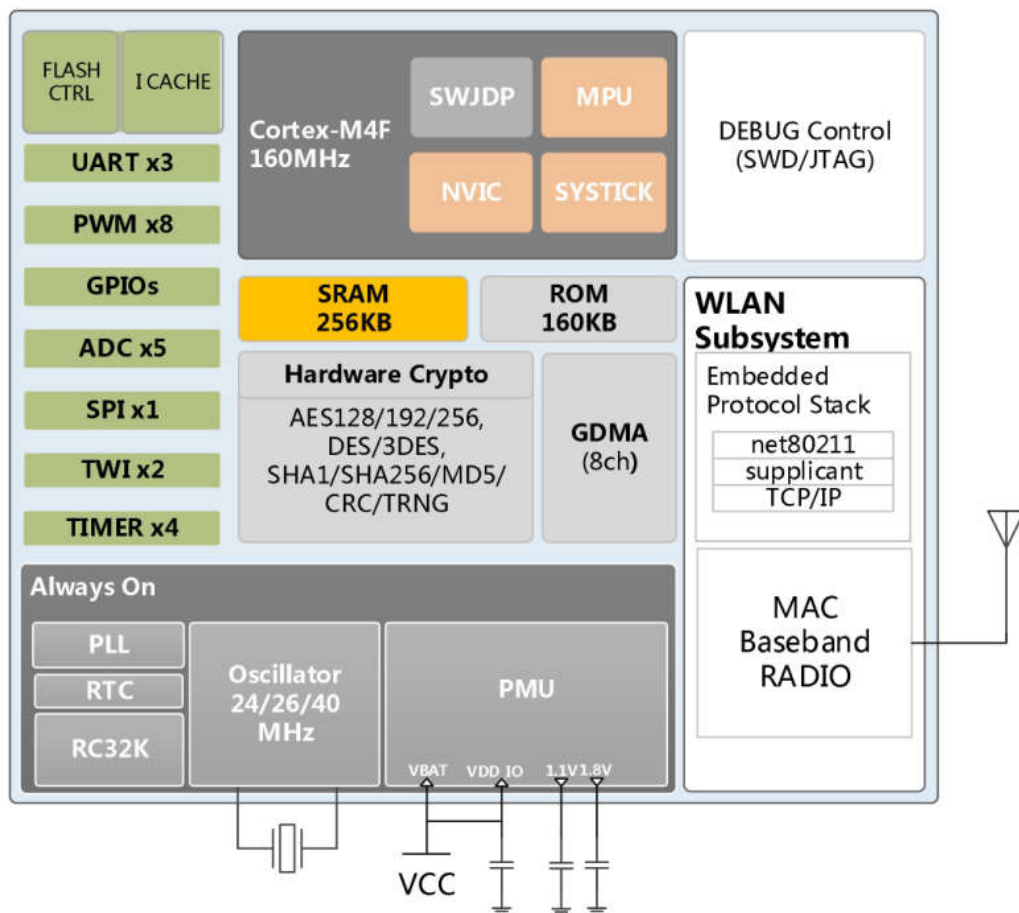 FLASH
CTRL
I CACHE
UART x3
PWM x8
GPIOs
ADC x5
SPI x1
TWI x2
TIMER x4
Cortex-M4F
160MHz
SWJDP
MPU
NVIC
SYSTICK
DEBUG Control
(SWD/JTAG)
SRAM
256KB
ROM
160KB
Hardware Crypto
AES128/192/256,
DES/3DES,
SHA1/SHA256/MD5/
CRC/TRNG
GDMA
(8ch)
WLAN
Subsystem
Embedded
Protocol Stack
net80211
supplicant
TCP/IP
MAC
Baseband
RADIO
Always On
PLL
RTC
RC32K
Oscillator
24/26/40
MHz
PMU
VBAT
VDD IO
1.1V
1.8V
VCC